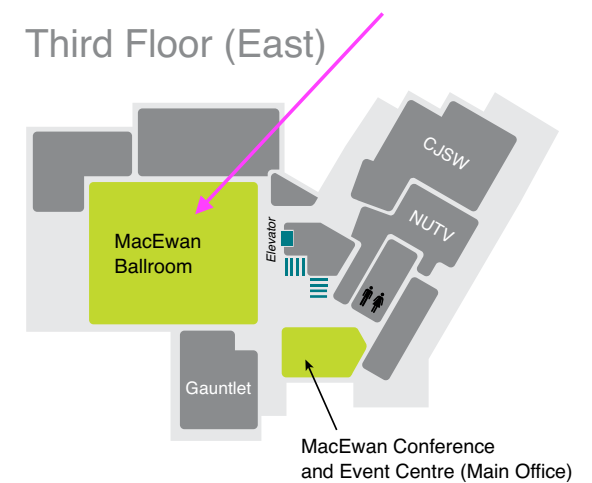 Third Floor (East)
CJSW
NUTV
Elevator
MacEwan
Ballroom
Gauntlet
MacEwan Conference
and Event Centre (Main Office)